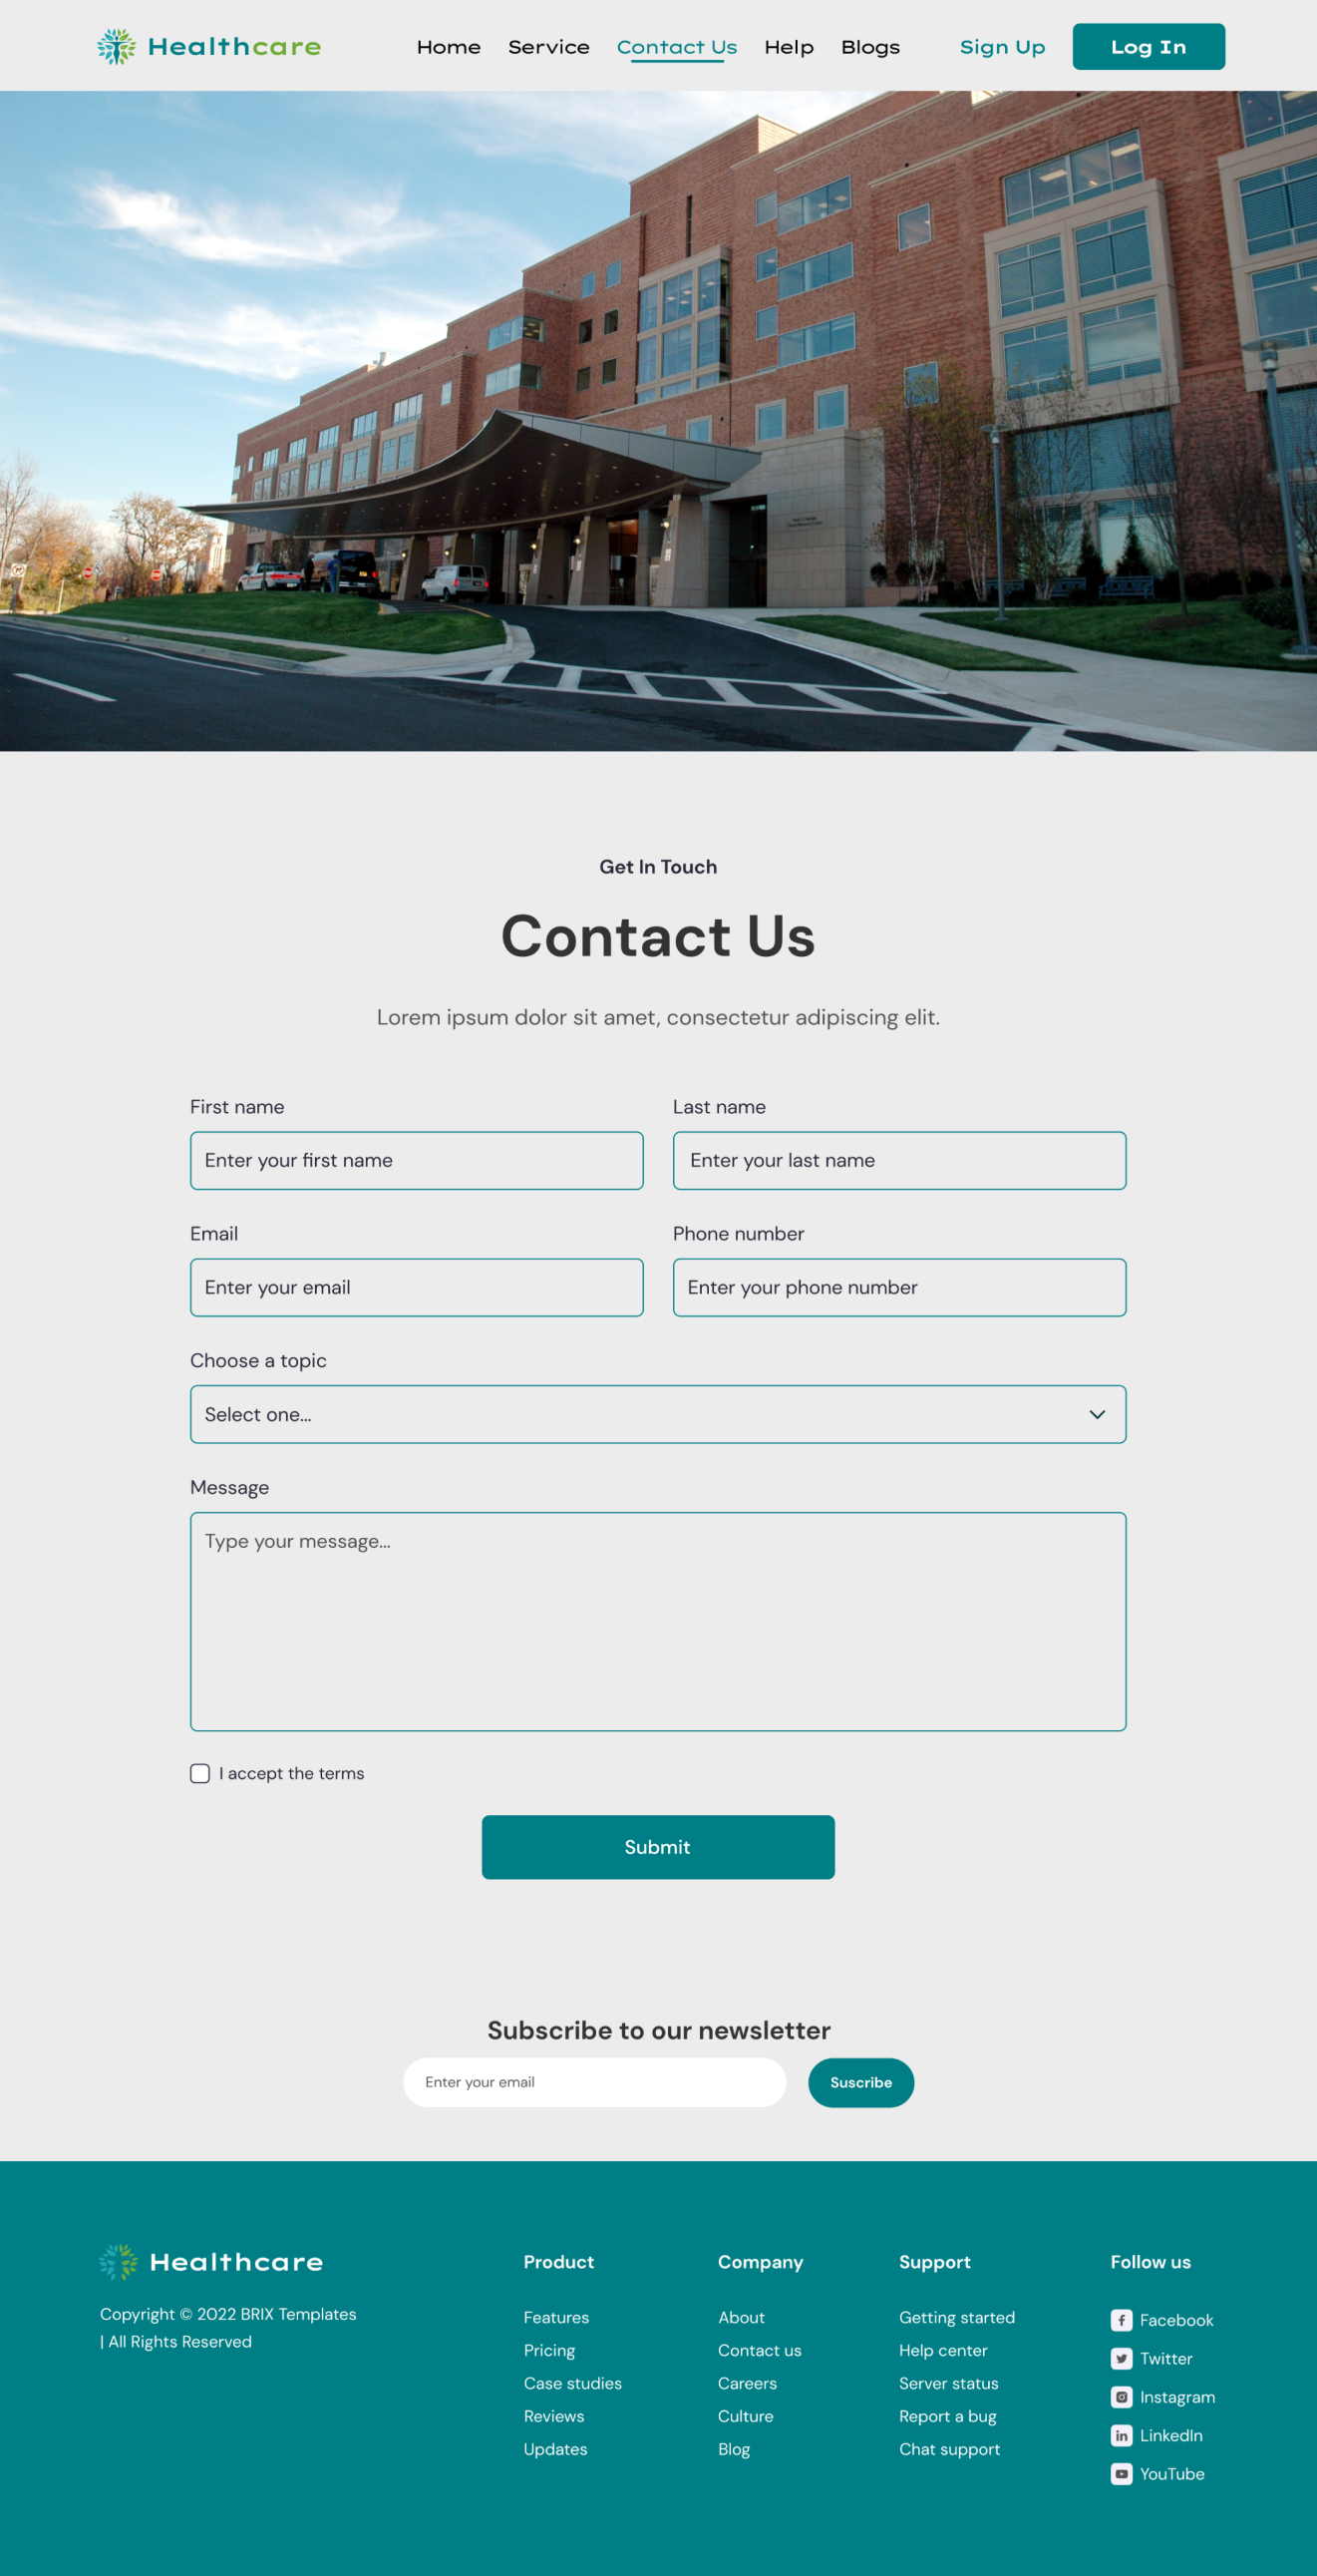 Healthcare
Home Service Contact Us Help Blogs Sign Up Log In
Get In Touch
Contact Us
Lorem ipsum dolor sit amet, consectetur adipiscing elit.
First name Last name
Enter your first name Enter your last name
Email Phone number
Enter your email Enter your phone number
Choose a topic
Select one...
Message
Type your message...
I accept the terms
Submit
Subscribe to our newsletter
Enter your email Suscribe
Healthcare
Copyright © 2022 BRIX Templates
| All Rights Reserved
Product
Features
Pricing
Case studies
Reviews
Updates
Company
About
Contact us
Careers
Culture
Blog
Support
Getting started
Help center
Server status
Report a bug
Chat support
Follow us
Facebook
Twitter
Instagram
LinkedIn
YouTube